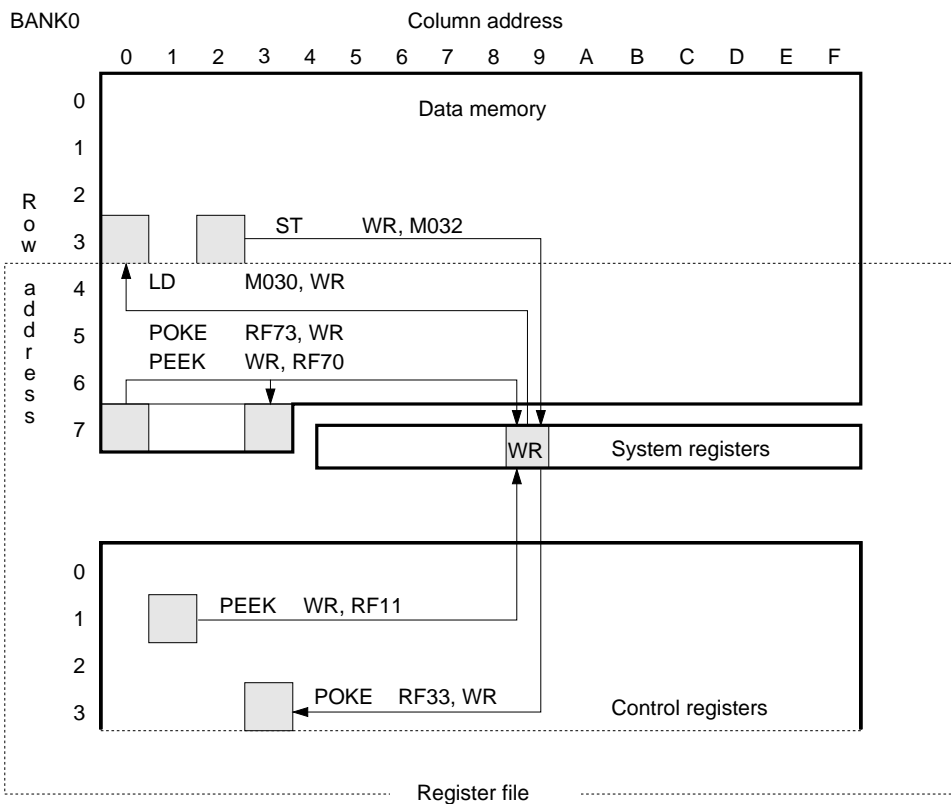 BANK0
Column address
0 1 2 3 4 5 6 7 8 9 A B C D E F
0
Data memory
1
2
Row
3
ST WR, M032
address
4
LD M030, WR
5
POKE RF73, WR
PEEK WR, RF70
6
7
WR
System registers
0
1
PEEK WR, RF11
2
3
POKE RF33, WR
Control registers
Register file